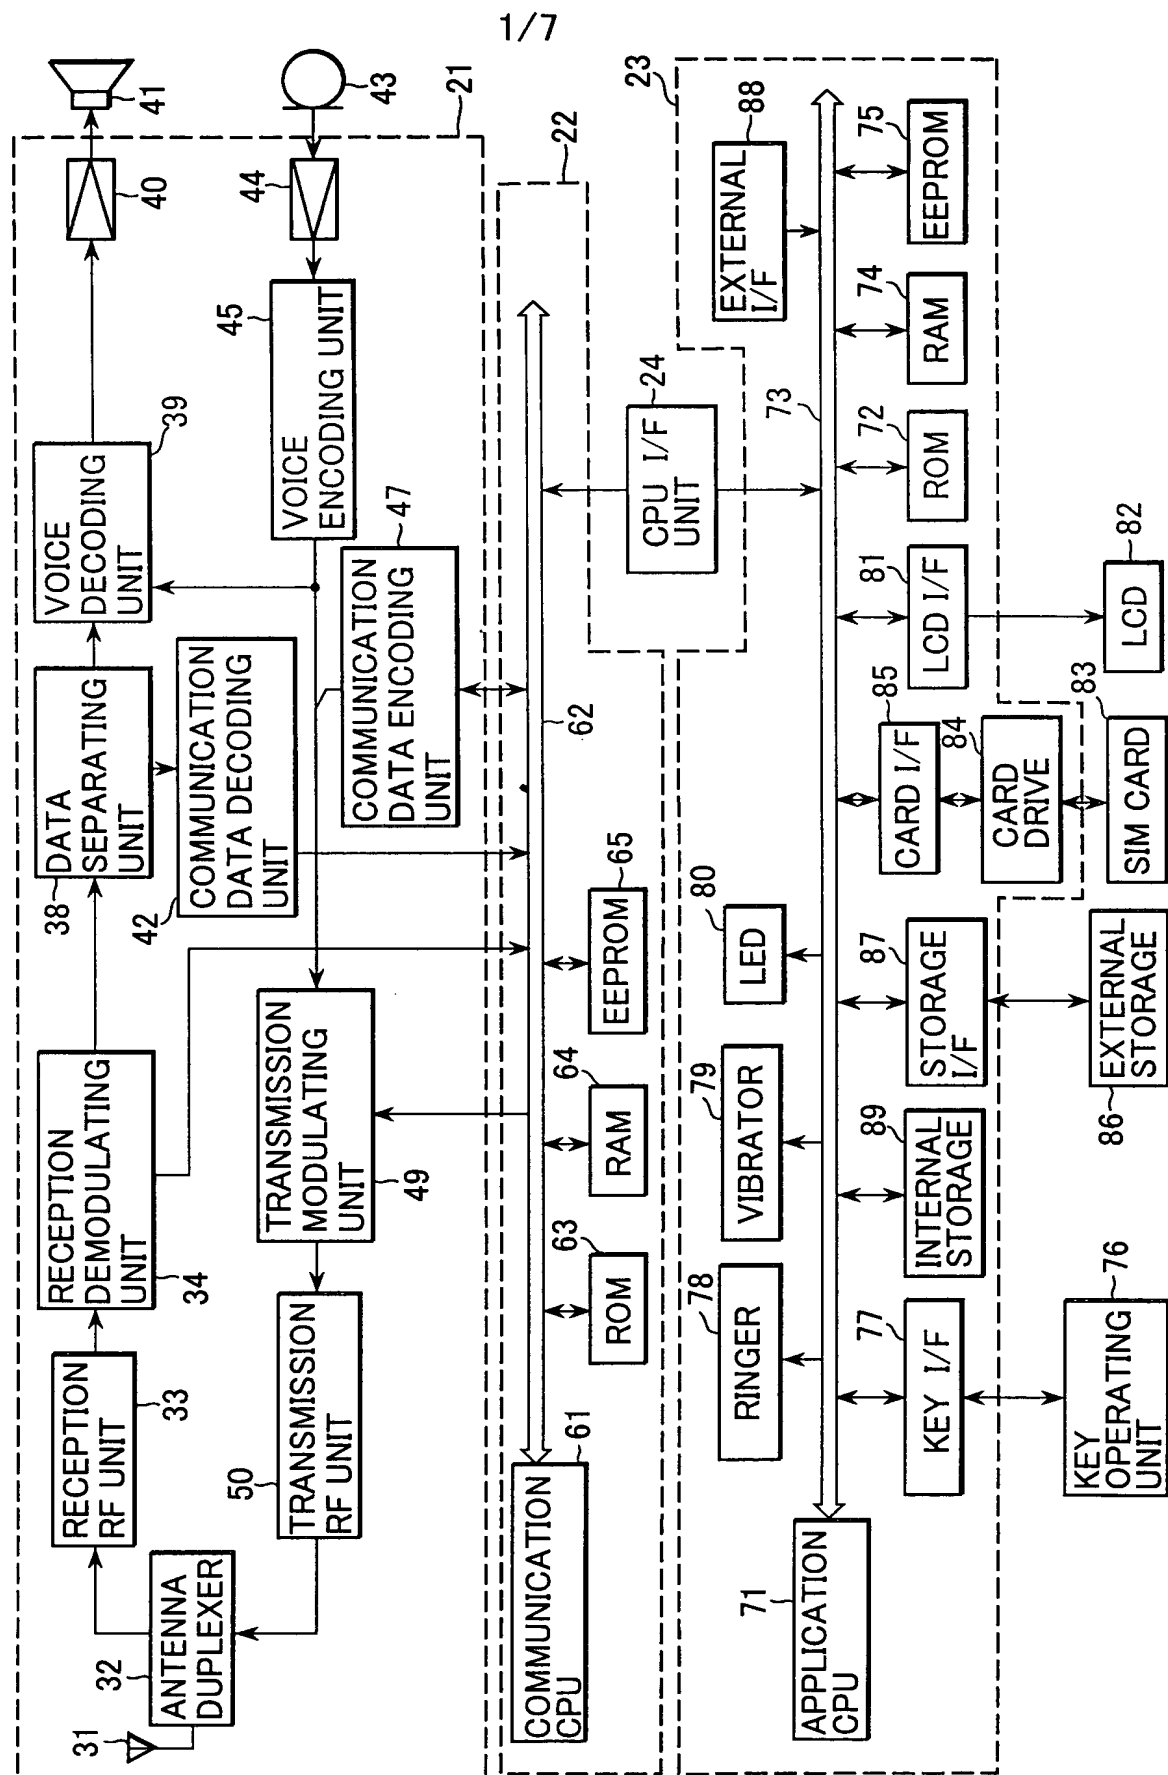 1/7
31
32
ANTENNA
DUPLEXER
RECEPTION
RF UNIT
33
RECEPTION
DEMODULATING
UNIT
34
38
DATA
SEPARATING
UNIT
VOICE
DECODING
UNIT
39
40
41
42
COMMUNICATION
DATA DECODING
UNIT
43
44
45
VOICE
ENCODING UNIT
COMMUNICATION
DATA ENCODING
UNIT
47
TRANSMISSION
MODULATING
UNIT
49
50
TRANSMISSION
RF UNIT
21
22
COMMUNICATION
CPU
61
62
63
ROM
64
RAM
65
EEPROM
CPU I/F
UNIT
24
23
71
APPLICATION
CPU
73
78
RINGER
79
VIBRATOR
80
LED
EXTERNAL
I/F
88
77
KEY I/F
89
INTERNAL
STORAGE
STORAGE
I/F
87
CARD I/F
85
84
CARD
DRIVE
LCD I/F
81
72
ROM
74
RAM
75
EEPROM
KEY
OPERATING
UNIT
76
86
EXTERNAL
STORAGE
SIM CARD
83
LCD
82